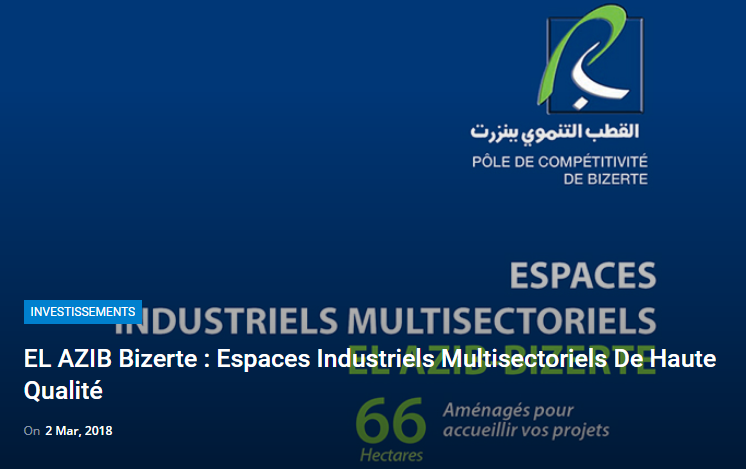 القطب التنموي ببنزرت
PÔLE DE COMPÉTITIVITÉ
DE BIZERTE
ESPACES
INDUSTRIELS MULTISECTORIELS
EL AZIB-BIZERTE
INVESTISSEMENTS
EL AZIB Bizerte : Espaces Industriels Multisectoriels De Haute
Qualité
On 2 Mar, 2018
66
Hectares
Aménagés pour
accueillir vos projets